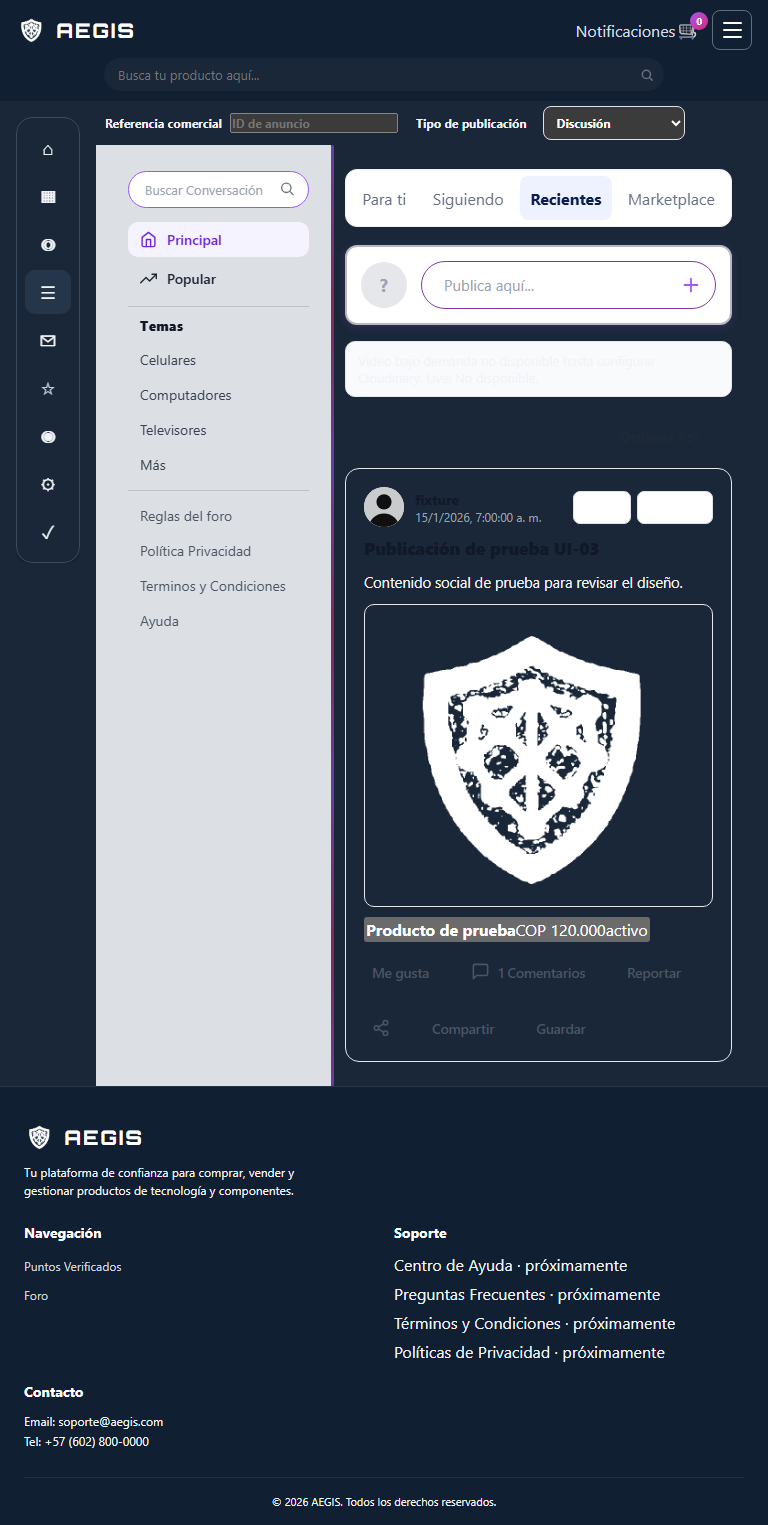 AEGIS
Notificaciones
0
Busca tu producto aquí...
Referencia comercial
ID de anuncio
Tipo de publicación
Discusión
Buscar Conversación
Principal
Popular
Temas
Celulares
Computadores
Televisores
Más
Reglas del foro
Política Privacidad
Terminos y Condiciones
Ayuda
Para ti
Siguiendo
Recientes
Marketplace
?
Publica aquí...
Video bajo demanda no disponible hasta configurar
Cloudinary. Live: No disponible.
fixture
15/1/2026, 7:00:00 a. m.
Publicación de prueba UI-03
Contenido social de prueba para revisar el diseño.
Producto de pruebaCOP 120.000activo
Me gusta
1 Comentarios
Reportar
Compartir
Guardar
AEGIS
Tu plataforma de confianza para comprar, vender y
gestionar productos de tecnología y componentes.
Navegación
Puntos Verificados
Foro
Soporte
Centro de Ayuda · próximamente
Preguntas Frecuentes · próximamente
Términos y Condiciones · próximamente
Políticas de Privacidad · próximamente
Contacto
Email: soporte@aegis.com
Tel: +57 (602) 800-0000
© 2026 AEGIS. Todos los derechos reservados.